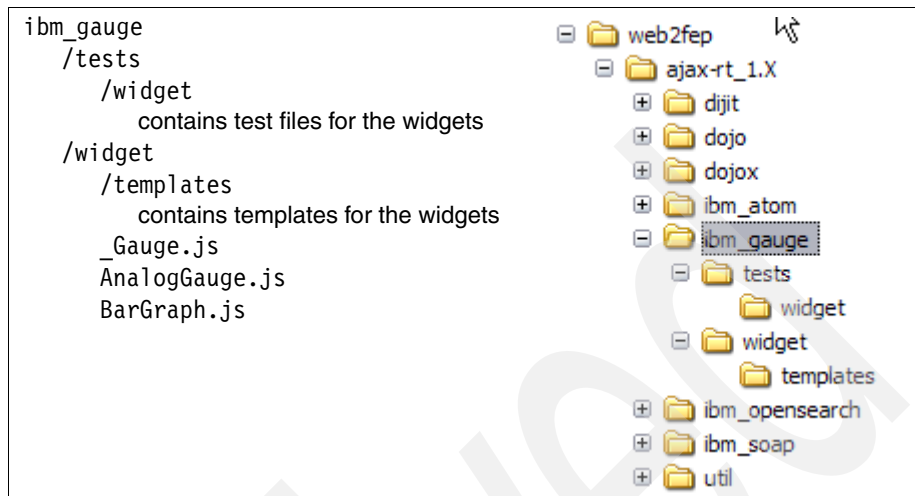 ibm_gauge
/tests
/widget
contains test files for the widgets
/widget
/templates
contains templates for the widgets
_Gauge.js
AnalogGauge.js
BarGraph.js
web2fep
ajax-rt_1.X
dijit
dojo
dojox
ibm_atom
ibm_gauge
tests
widget
widget
templates
ibm_opensearch
ibm_soap
util